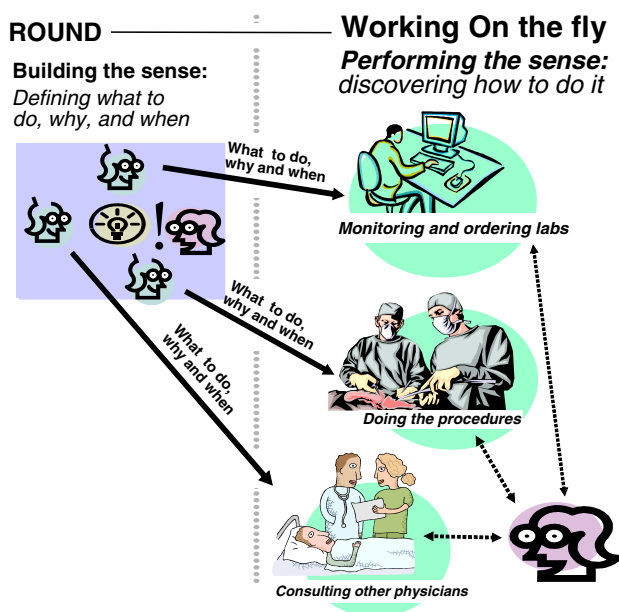 ROUND
Building the sense:
Defining what to
do, why, and when
Working On the fly
Performing the sense:
discovering how to do it
What to do,
why and when
!
Monitoring and ordering labs
What to do,
why and when
Doing the procedures
What to do,
why and when
Consulting other physicians